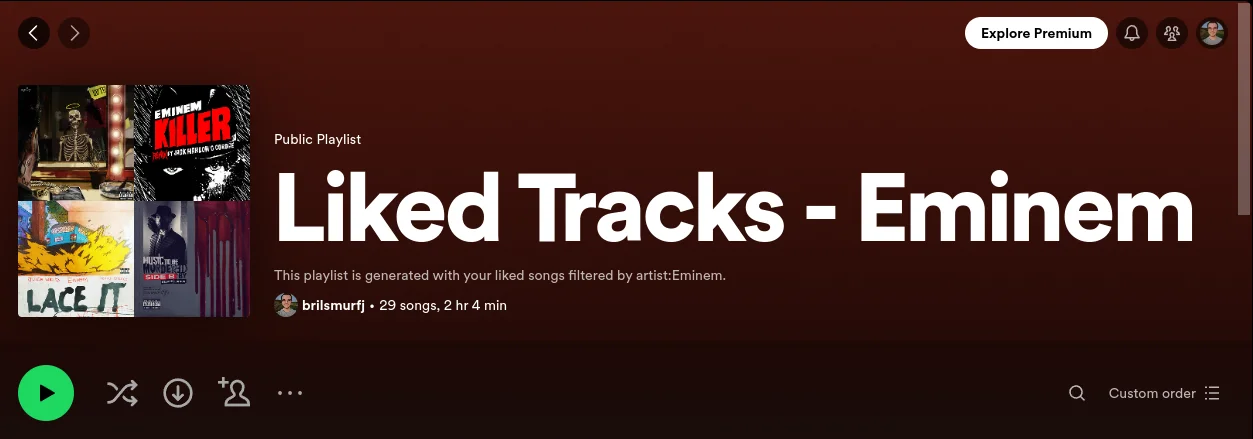 Explore Premium
EMINEM
KILLER
LACE IT
MUSIC TO BE
MURDERED BY
SIDE B
Public Playlist
Liked Tracks - Eminem
This playlist is generated with your liked songs filtered by artist:Eminem.
brilsmurfj • 29 songs, 2 hr 4 min
Custom order